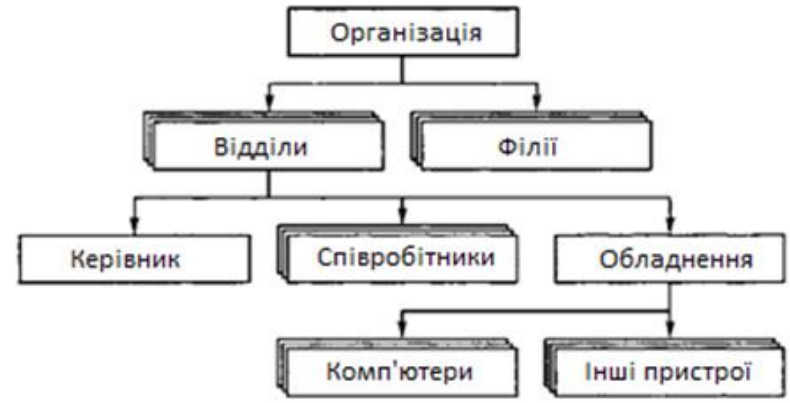 Організація
Відділи
Філії
Керівник
Співробітники
Обладнення
Комп'ютери
Інші пристрої